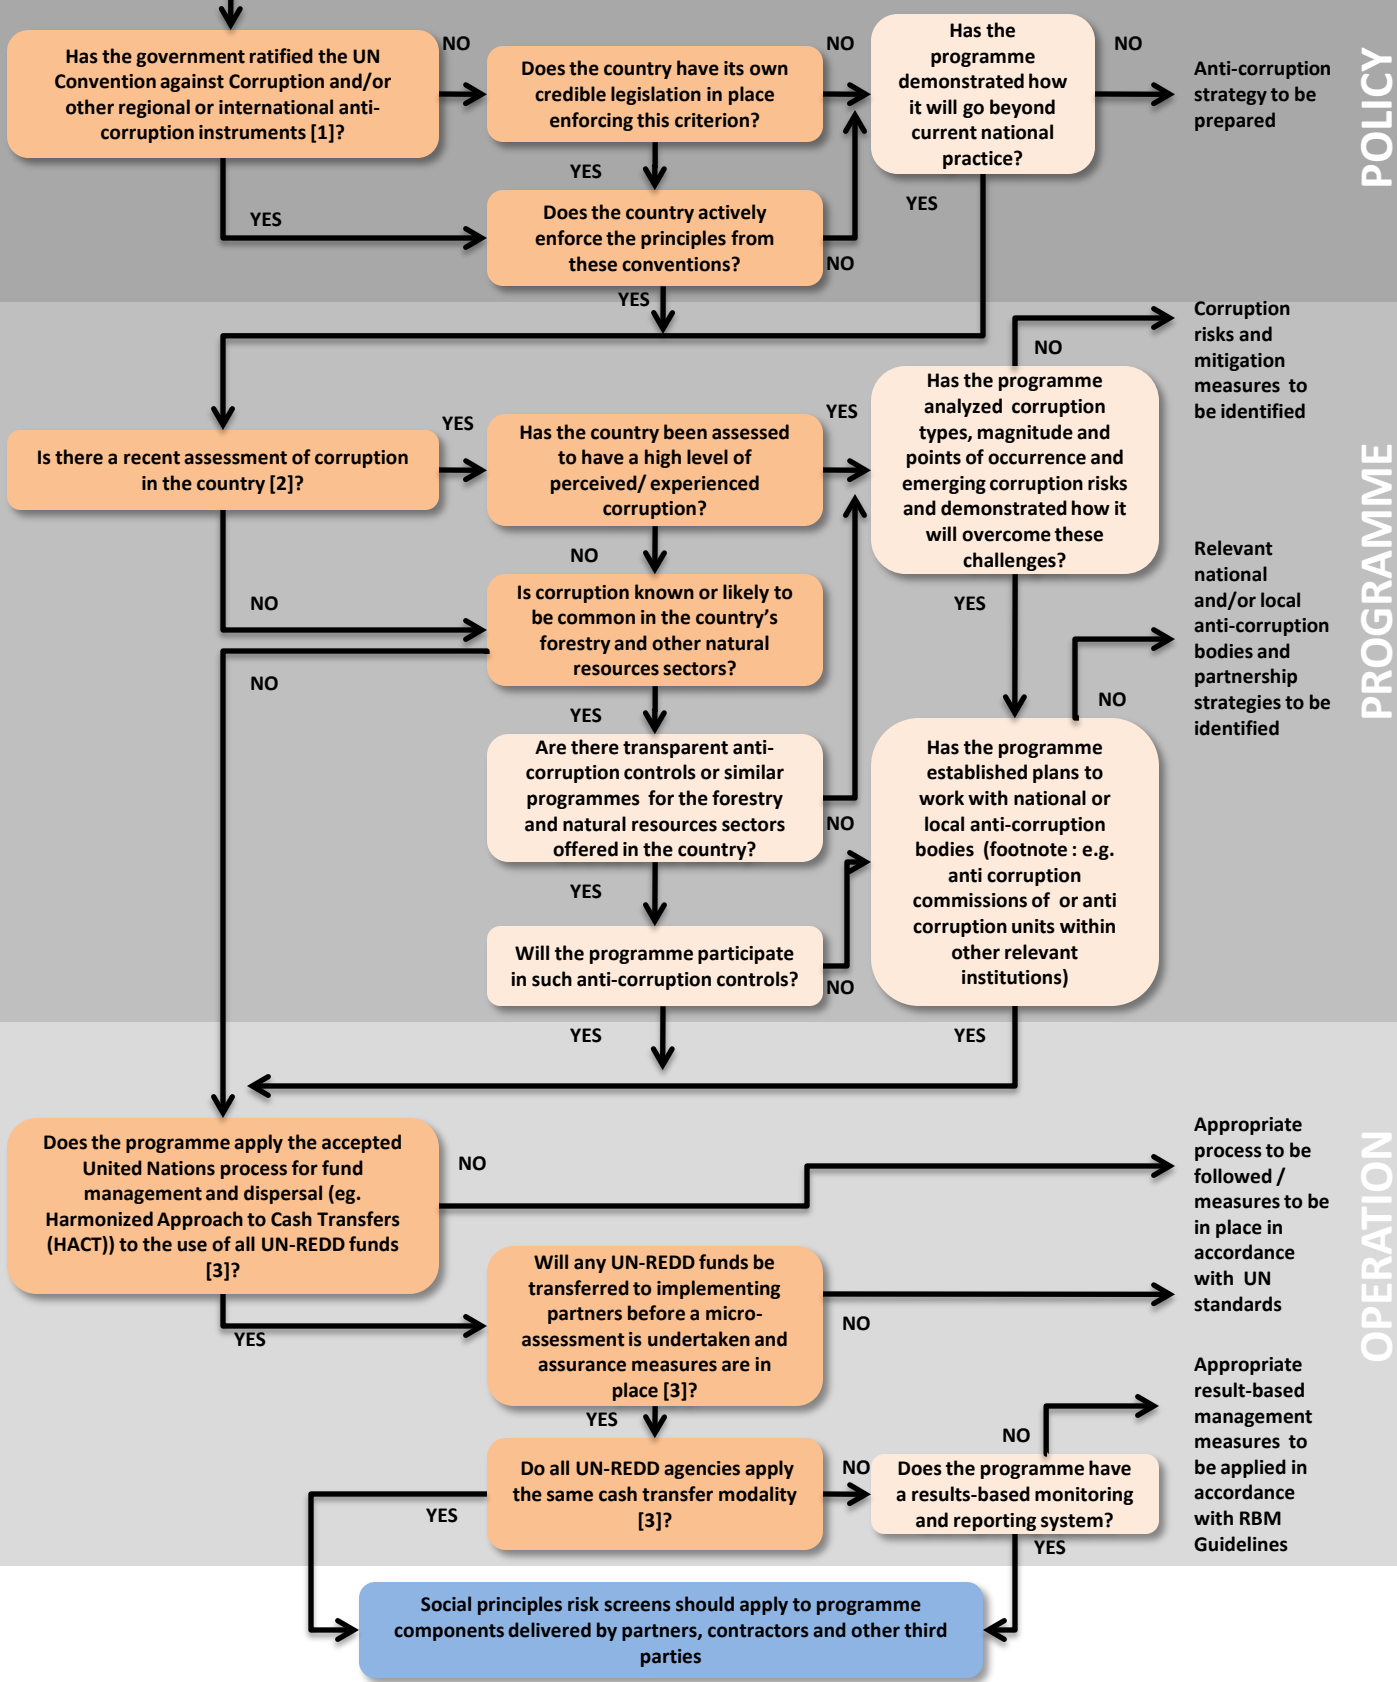 Has the government ratified the UN
Convention against Corruption and/or
other regional or international anti-
corruption instruments [1]?
NO
Does the country have its own
credible legislation in place
enforcing this criterion?
NO
Has the
programme
demonstrated how
it will go beyond
current national
practice?
NO
Anti-corruption
strategy to be
prepared
POLICY
YES
YES
Does the country actively
enforce the principles from
these conventions?
NO
YES
YES
Corruption
risks and
mitigation
measures to
be identified
NO
Is there a recent assessment of corruption
in the country [2]?
YES
Has the country been assessed
to have a high level of
perceived/ experienced
corruption?
YES
Has the programme
analyzed corruption
types, magnitude and
points of occurrence and
emerging corruption risks
and demonstrated how it
will overcome these
challenges?
PROGRAMME
NO
NO
Is corruption known or likely to
be common in the country's
forestry and other natural
resources sectors?
YES
Relevant
national
and/or local
anti-corruption
bodies and
partnership
strategies to be
identified
NO
NO
YES
Are there transparent anti-
corruption controls or similar
programmes for the forestry
and natural resources sectors
offered in the country?
NO
Has the programme
established plans to
work with national or
local anti-corruption
bodies (footnote : e.g.
anti corruption
commissions of or anti
corruption units within
other relevant
institutions)
YES
Will the programme participate
in such anti-corruption controls?
NO
YES
YES
Does the programme apply the accepted
United Nations process for fund
management and dispersal (eg.
Harmonized Approach to Cash Transfers
(HACT)) to the use of all UN-REDD funds
[3]?
NO
Appropriate
process to be
followed /
measures to be
in place in
accordance
with UN
standards
OPERATION
YES
Will any UN-REDD funds be
transferred to implementing
partners before a micro-
assessment is undertaken and
assurance measures are in
place [3]?
NO
YES
Do all UN-REDD agencies apply
the same cash transfer modality
[3]?
YES
NO
Does the programme have
a results-based monitoring
and reporting system?
NO
YES
Appropriate
result-based
management
measures to
be applied in
accordance
with RBM
Guidelines
Social principles risk screens should apply to programme
components delivered by partners, contractors and other third
parties